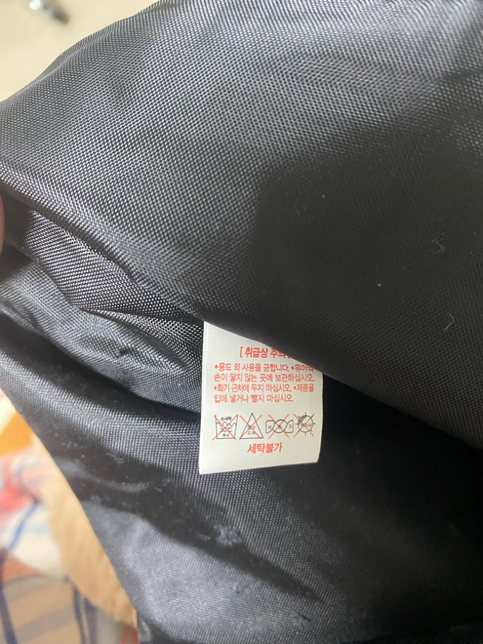 [ 취급상 주의
•용도 외 사용을 금합니다. •유아의
손이 닿지 않는 곳에 보관하십시오.
•화기 근처에 두지 마십시오. •제품을
입에 넣거나 빨지 마십시오.
세탁불가